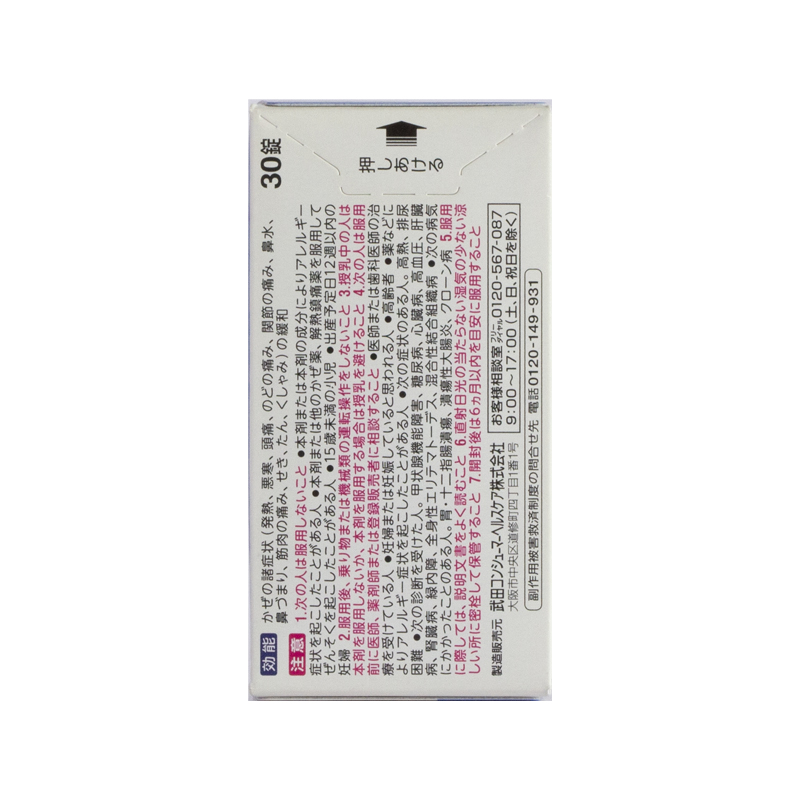 30錠
押しあける
効能 かぜの諸症状（発熱、悪寒、頭痛、のどの痛み、関節の痛み、鼻水、
鼻づまり、筋肉の痛み、せき、たん、くしゃみ）の緩和
注意 1.次の人は服用しないこと ●本剤または本剤の成分によりアレルギー
症状を起こしたことがある人 ●本剤または他のかぜ薬、解熱鎮痛薬を服用して
ぜんそくを起こしたことがある人 ●15歳未満の小児 ●出産予定日12週以内の
妊婦 2.服用後、乗り物または機械類の運転操作をしないこと 3.授乳中の人は
本剤を服用しないか、本剤を服用する場合は授乳を避けること 4.次の人は服用
前に医師、薬剤師または登録販売者に相談すること ●医師または歯科医師の治
療を受けている人 ●妊婦または妊娠していると思われる人 ●高齢者 ●薬などに
よりアレルギー症状を起こしたことがある人 ●次の症状のある人。高熱、排尿
困難 ●次の診断を受けた人。甲状腺機能障害、糖尿病、心臓病、高血圧、肝臓
病、腎臓病、緑内障、全身性エリテマトーデス、混合性結合組織病 ●次の病気
にかかったことのある人。胃・十二指腸潰瘍、潰瘍性大腸炎、クローン病 5.服用
に際しては、説明文書をよく読むこと 6.直射日光の当たらない湿気の少ない涼
しい所に密栓して保管すること 7.開封後は6ヵ月以内を目安に服用すること
製造販売元 武田コンシューマーヘルスケア株式会社
大阪市中央区道修町四丁目1番1号
お客様相談室 フリーダイヤル 0120-567-087
9:00～17:00（土、日、祝日を除く）
副作用被害救済制度の問合せ先 電話0120-149-931